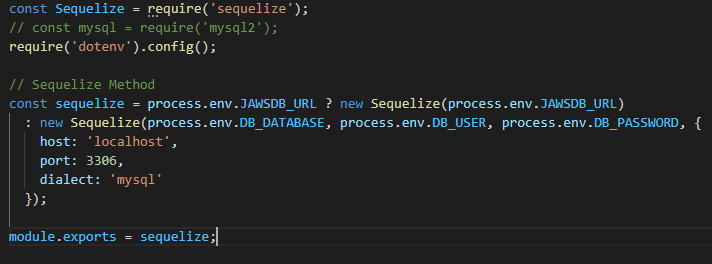 const Sequelize = require('sequelize');
// const mysql = require('mysql2');
require('dotenv').config();

// Sequelize Method
const sequelize = process.env.JAWSDB_URL ? new Sequelize(process.env.JAWSDB_URL)
  : new Sequelize(process.env.DB_DATABASE, process.env.DB_USER, process.env.DB_PASSWORD, {
    host: 'localhost',
    port: 3306,
    dialect: 'mysql'
  });

module.exports = sequelize;